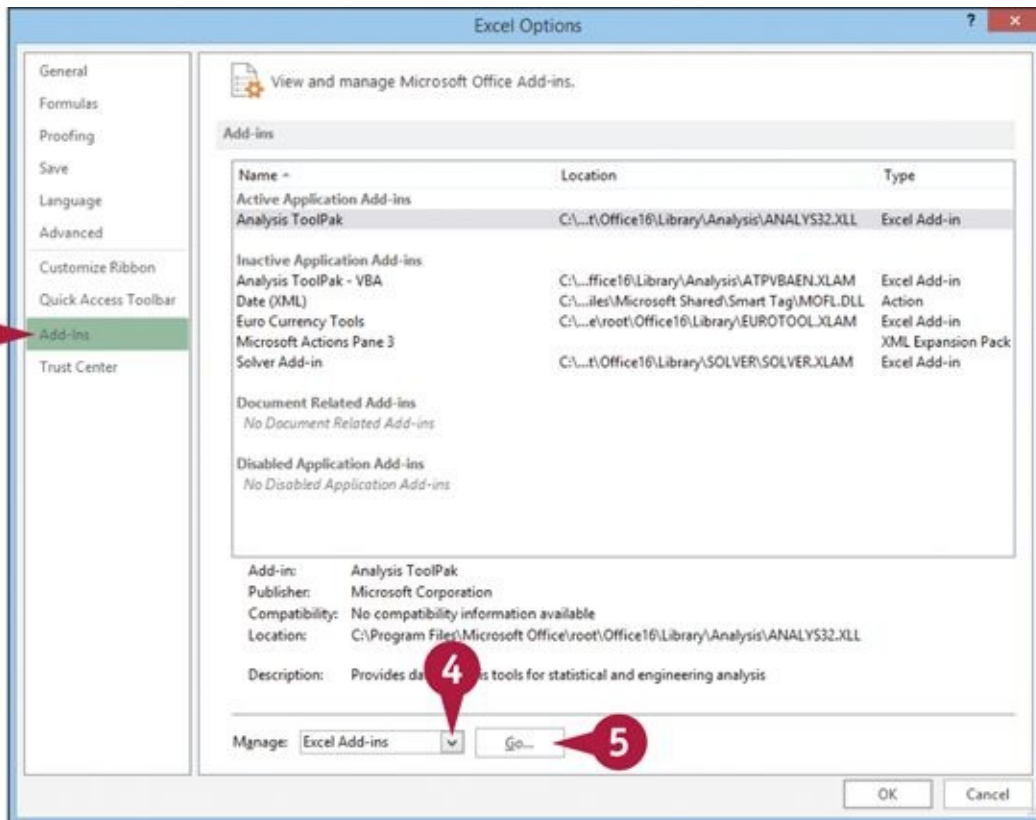 Excel Options
?
General
Formulas
Proofing
Save
Language
Advanced
Customize Ribbon
Quick Access Toolbar
Add-Ins
Trust Center
View and manage Microsoft Office Add-ins.
Add-ins
Name Location Type
Active Application Add-ins
Analysis ToolPak C:\...t\Office16\Library\Analysis\ANALYS32.XLL Excel Add-in
Inactive Application Add-ins
Analysis ToolPak - VBA C:\...ffice16\Library\Analysis\ATPVBAEN.XLAM Excel Add-in
Date (XML) C:\...iles\Microsoft Shared\Smart Tag\MOFL.DLL Action
Euro Currency Tools C:\...e\root\Office16\Library\EUROTOOL.XLAM Excel Add-in
Microsoft Actions Pane 3 XML Expansion Pack
Solver Add-in C:\...t\Office16\Library\SOLVER\SOLVER.XLAM Excel Add-in
Document Related Add-ins
No Document Related Add-ins
Disabled Application Add-ins
No Disabled Application Add-ins
Add-in: Analysis ToolPak
Publisher: Microsoft Corporation
Compatibility: No compatibility information available
Location: C:\Program Files\Microsoft Office\root\Office16\Library\Analysis\ANALYS32.XLL
Description: Provides tools for statistical and engineering analysis
4
Manage: Excel Add-ins Go... 5
OK Cancel